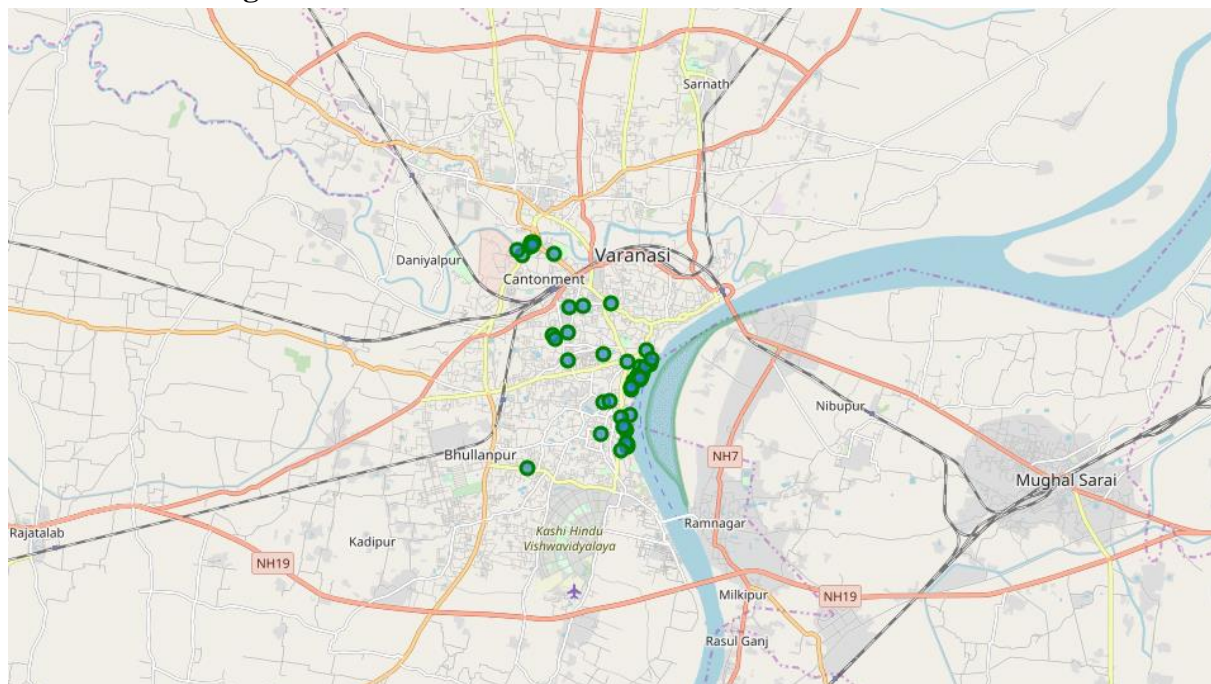 Sarnath
Varanasi
Daniyalpur
Cantonment
Nibupur
Bhullanpur
NH7
Mughal Sarai
Ramnagar
Rajatalab
Kadipur
Kashi Hindu
Vishwavidyalaya
NH19
Milkipur
NH19
Rasul Ganj